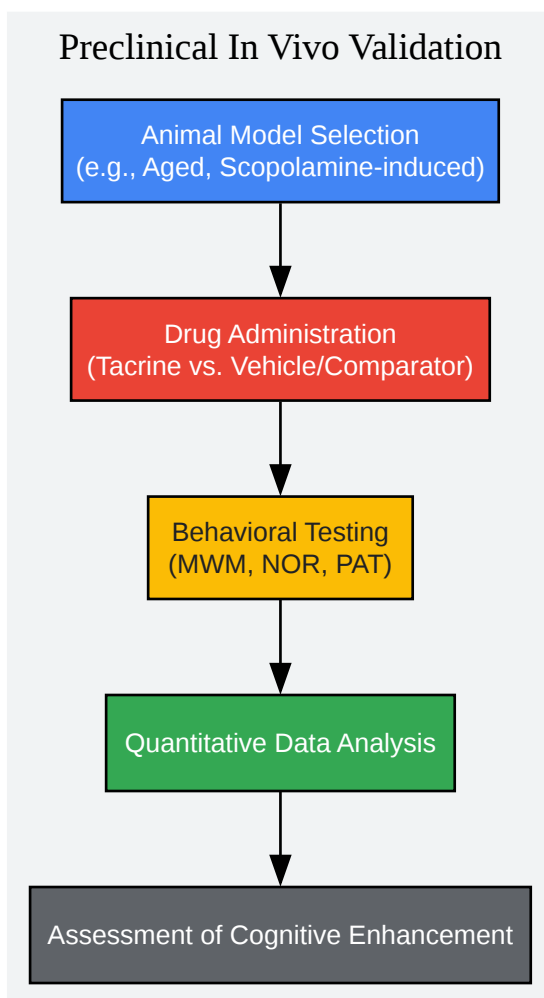 Preclinical In Vivo Validation
Animal Model Selection
(e.g., Aged, Scopolamine-induced)
Drug Administration
(Tacrine vs. Vehicle/Comparator)
Behavioral Testing
(MWM, NOR, PAT)
Quantitative Data Analysis
Assessment of Cognitive Enhancement